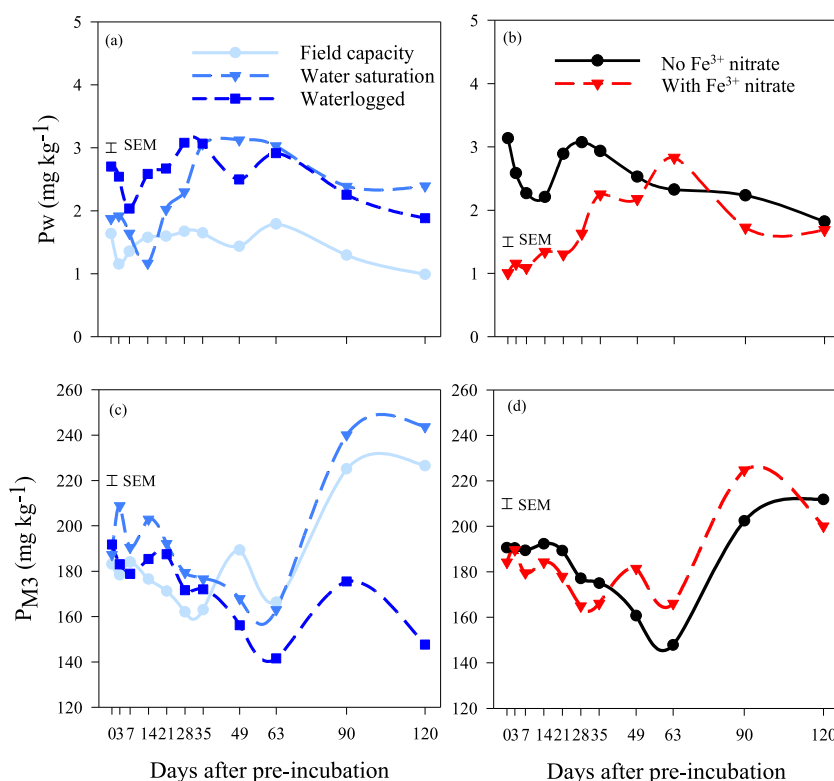 (a)
Field capacity
Water saturation
Waterlogged
SEM
5
4
3
2
1
0
Pw (mg kg⁻¹)
(b)
No Fe³⁺ nitrate
With Fe³⁺ nitrate
SEM
5
4
3
2
1
0
(c)
SEM
260
240
220
200
180
160
140
120
P_M3 (mg kg⁻¹)
0 3 7 14 21 28 35 49 63 90 120
Days after pre-incubation
(d)
SEM
260
240
220
200
180
160
140
120
0 3 7 14 21 28 35 49 63 90 120
Days after pre-incubation